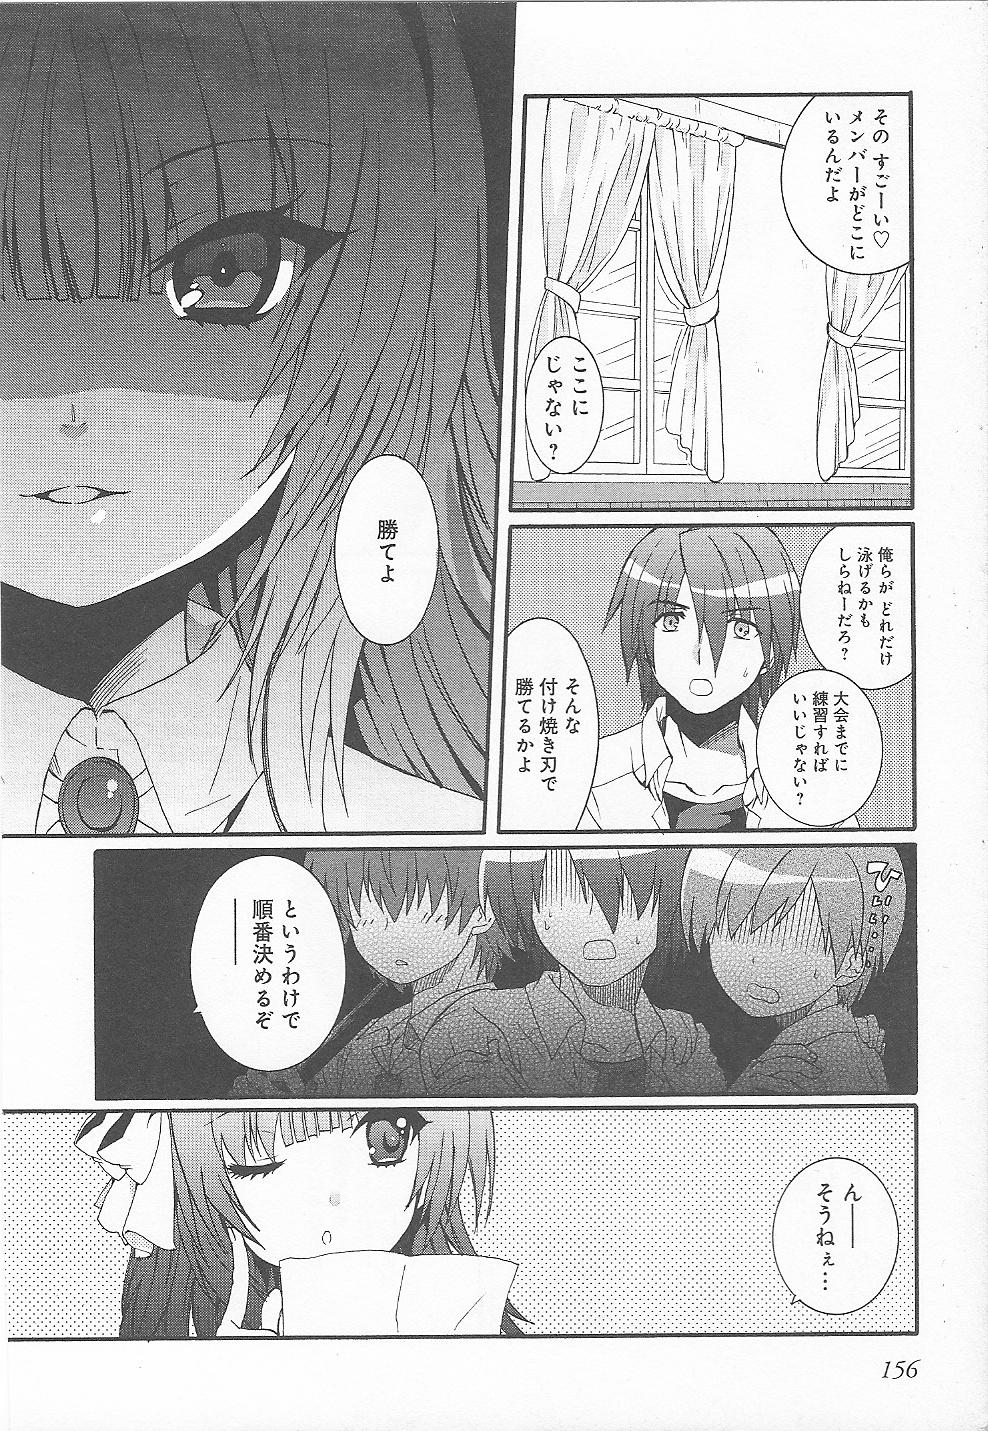 その すごーい♡
メンバーがどこに
いるんだよ
ここに
じゃない？
俺らが どれだけ
泳げるかも
しらねーだろ？
大会までに
練習すれば
いいじゃない？
そんな
付け焼き刃で
勝てるかよ
勝てよ
ひぃぃぃ・・・・
というわけで
順番決めるぞ
――
ん――
そうねぇ…
156